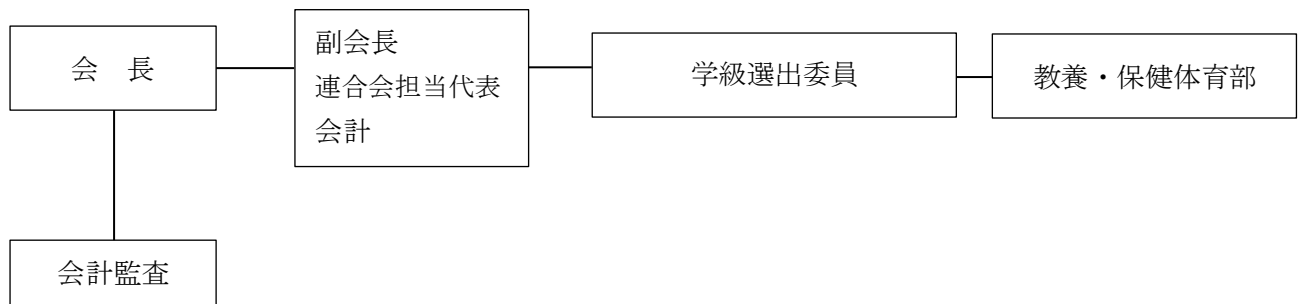 会　長
副会長
連合会担当代表
会計
学級選出委員
教養・保健体育部
会計監査